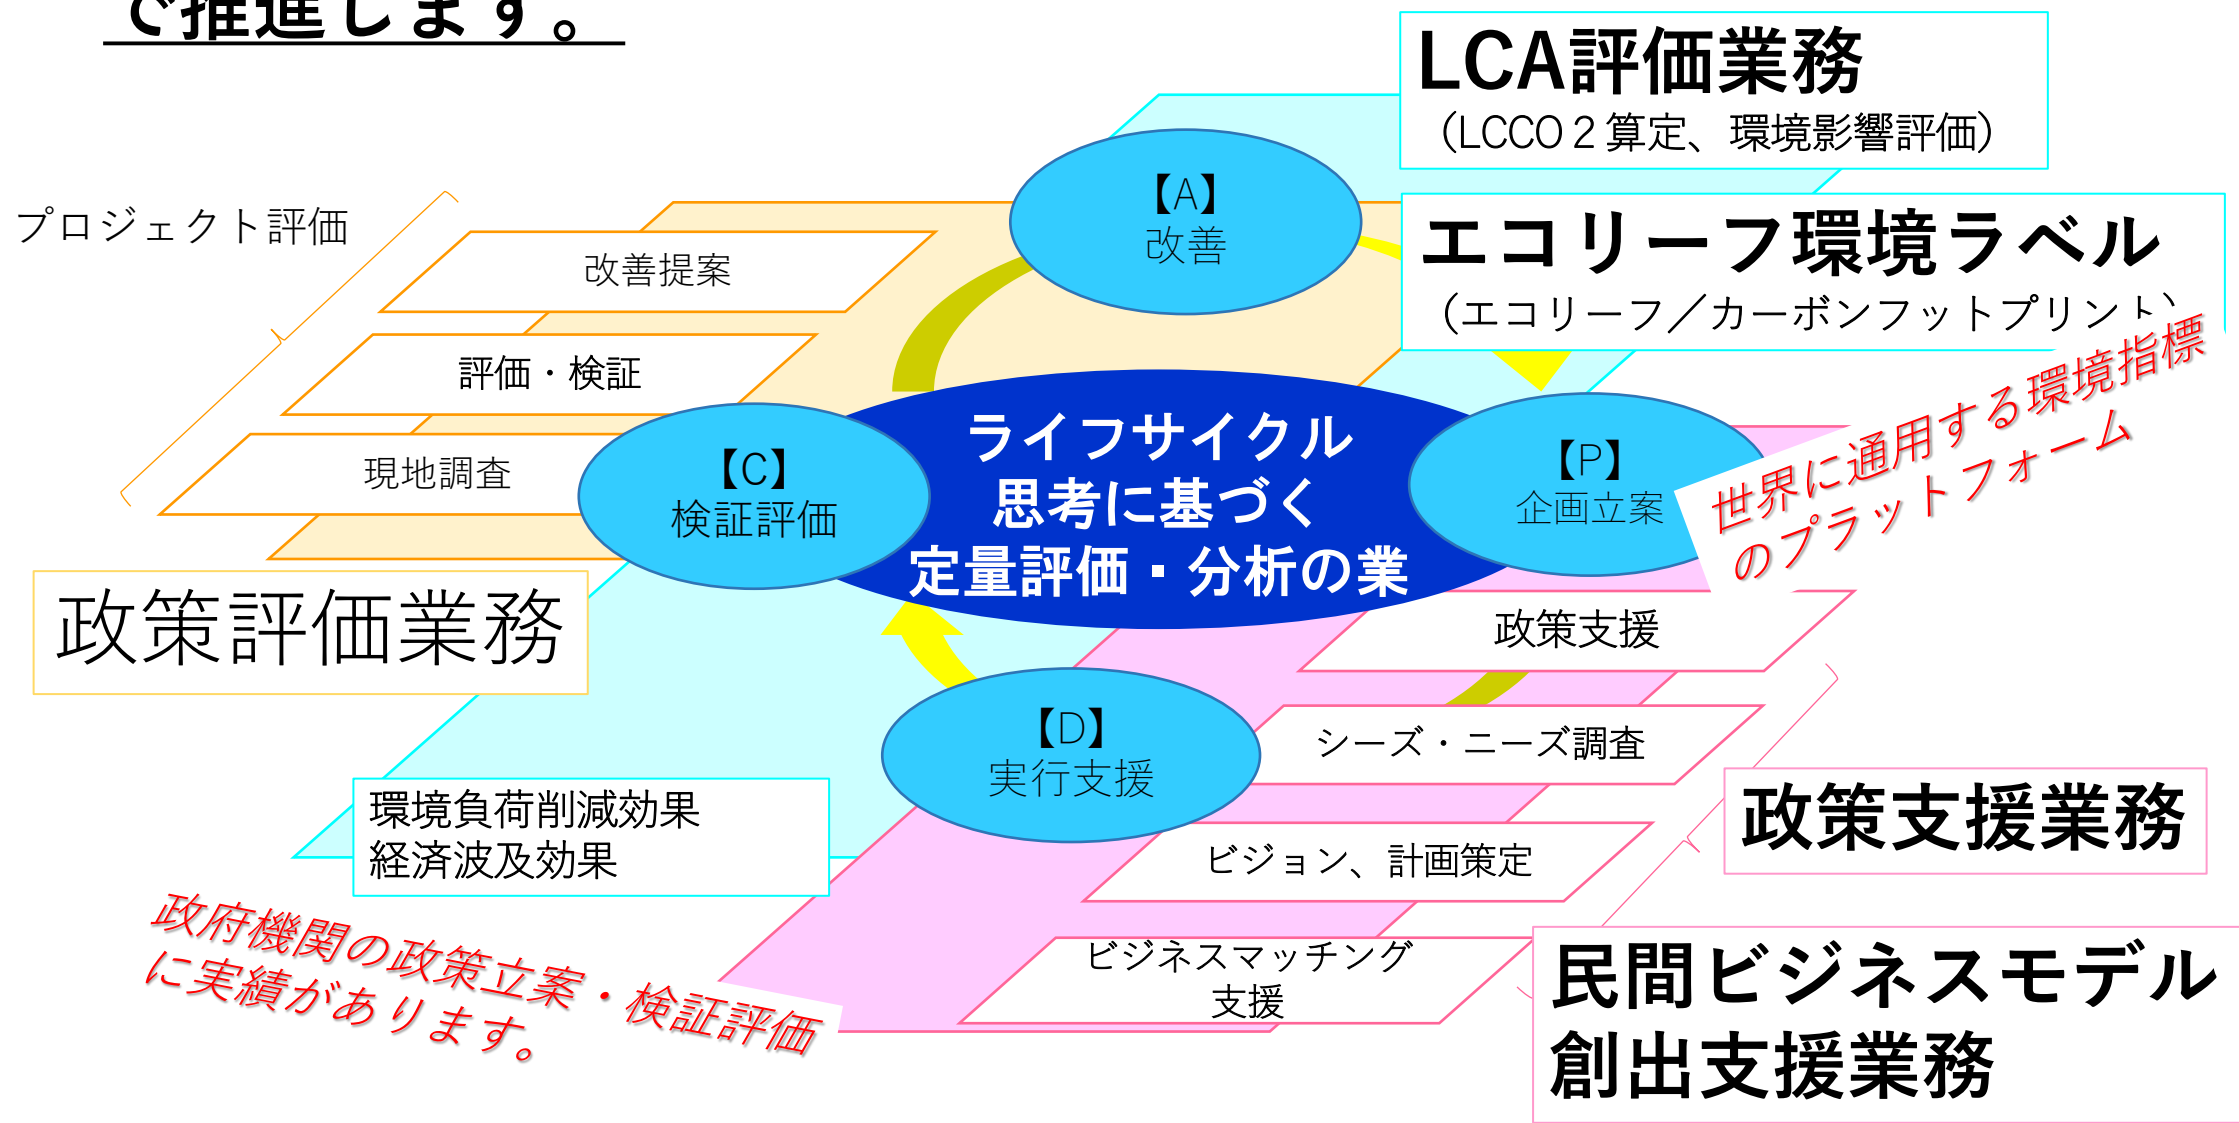 で推進します。
LCA評価業務
（LCCO２算定、環境影響評価）
エコリーフ環境ラベル
（エコリーフ／カーボンフットプリント）
世界に通用する環境指標
のプラットフォーム
プロジェクト評価
改善提案
評価・検証
現地調査
政策評価業務
【A】
改善
【C】
検証評価
ライフサイクル
思考に基づく
定量評価・分析の業
【P】
企画立案
【D】
実行支援
政策支援
シーズ・ニーズ調査
ビジョン、計画策定
ビジネスマッチング
支援
環境負荷削減効果
経済波及効果
政府機関の政策立案・検証評価
に実績があります。
政策支援業務
民間ビジネスモデル
創出支援業務